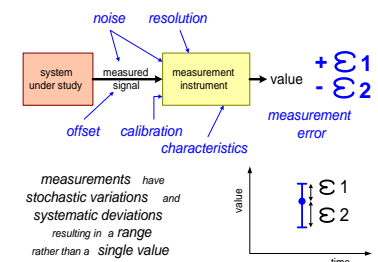 noise
resolution
system
under study
measured
signal
measurement
instrument
value
+ ε1
- ε2
measurement
error
offset
calibration
characteristics
measurements have
stochastic variations and
systematic deviations
resulting in a range
rather than a single value
value
ε 1
ε 2
time